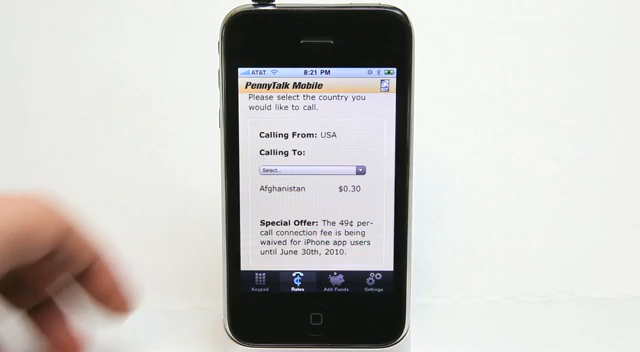 AT&T 8:21 PM
PennyTalk Mobile
Please select the country you
would like to call.
Calling From: USA
Calling To:
Select...
Afghanistan $0.30
Special Offer: The 49¢ per-
call connection fee is being
waived for iPhone app users
until June 30th, 2010.
Keypad Rates Add Funds Settings